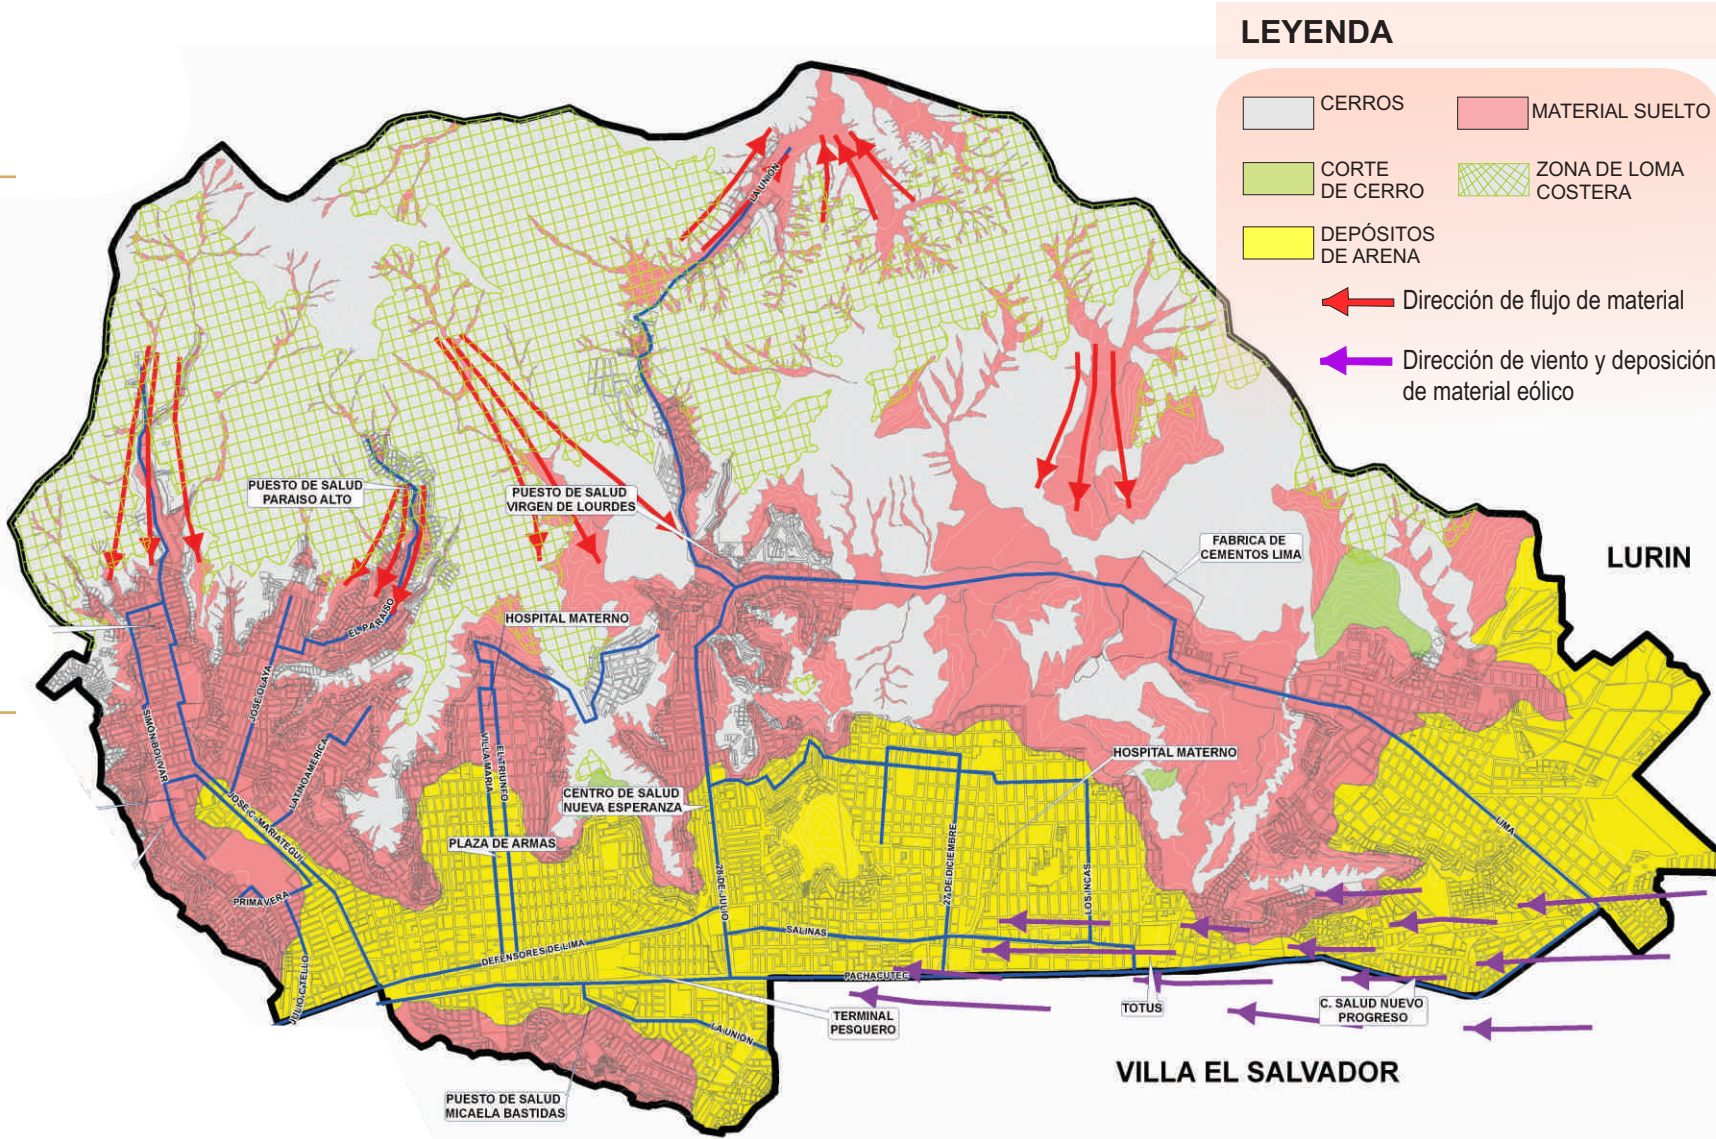 LEYENDA
CERROS
MATERIAL SUELTO
CORTE
DE CERRO
ZONA DE LOMA
COSTERA
DEPÓSITOS
DE ARENA
Dirección de flujo de material
Dirección de viento y deposición
de material eólico
LA UNIÓN
PUESTO DE SALUD
PARAISO ALTO
PUESTO DE SALUD
VIRGEN DE LOURDES
FABRICA DE
CEMENTOS LIMA
LURIN
EL PARAISO
HOSPITAL MATERNO
JOSÉ OLAYA
SIMÓN BOLIVAR
LATINOAMERICA
VILLA MARIA
EL TRIUNFO
HOSPITAL MATERNO
CENTRO DE SALUD
NUEVA ESPERANZA
JOSÉ C. MARIATEGUI
PLAZA DE ARMAS
LIMA
PRIMAVERA
28 DE JULIO
27 DE DICIEMBRE
LOS INCAS
SALINAS
DEFENSORES DE LIMA
PACHACUTEC
JULIO C TELLO
TERMINAL
PESQUERO
TOTUS
C. SALUD NUEVO
PROGRESO
LA UNIÓN
VILLA EL SALVADOR
PUESTO DE SALUD
MICAELA BASTIDAS